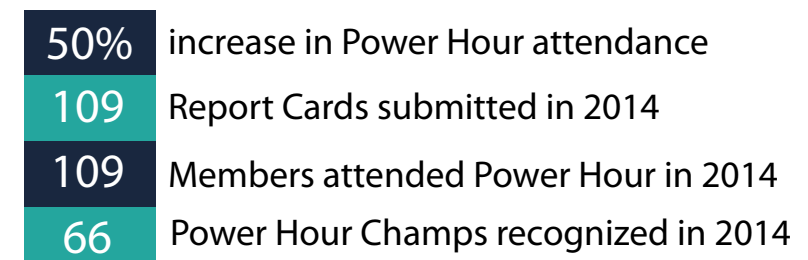 50% increase in Power Hour attendance
109 Report Cards submitted in 2014
109 Members attended Power Hour in 2014
66 Power Hour Champs recognized in 2014